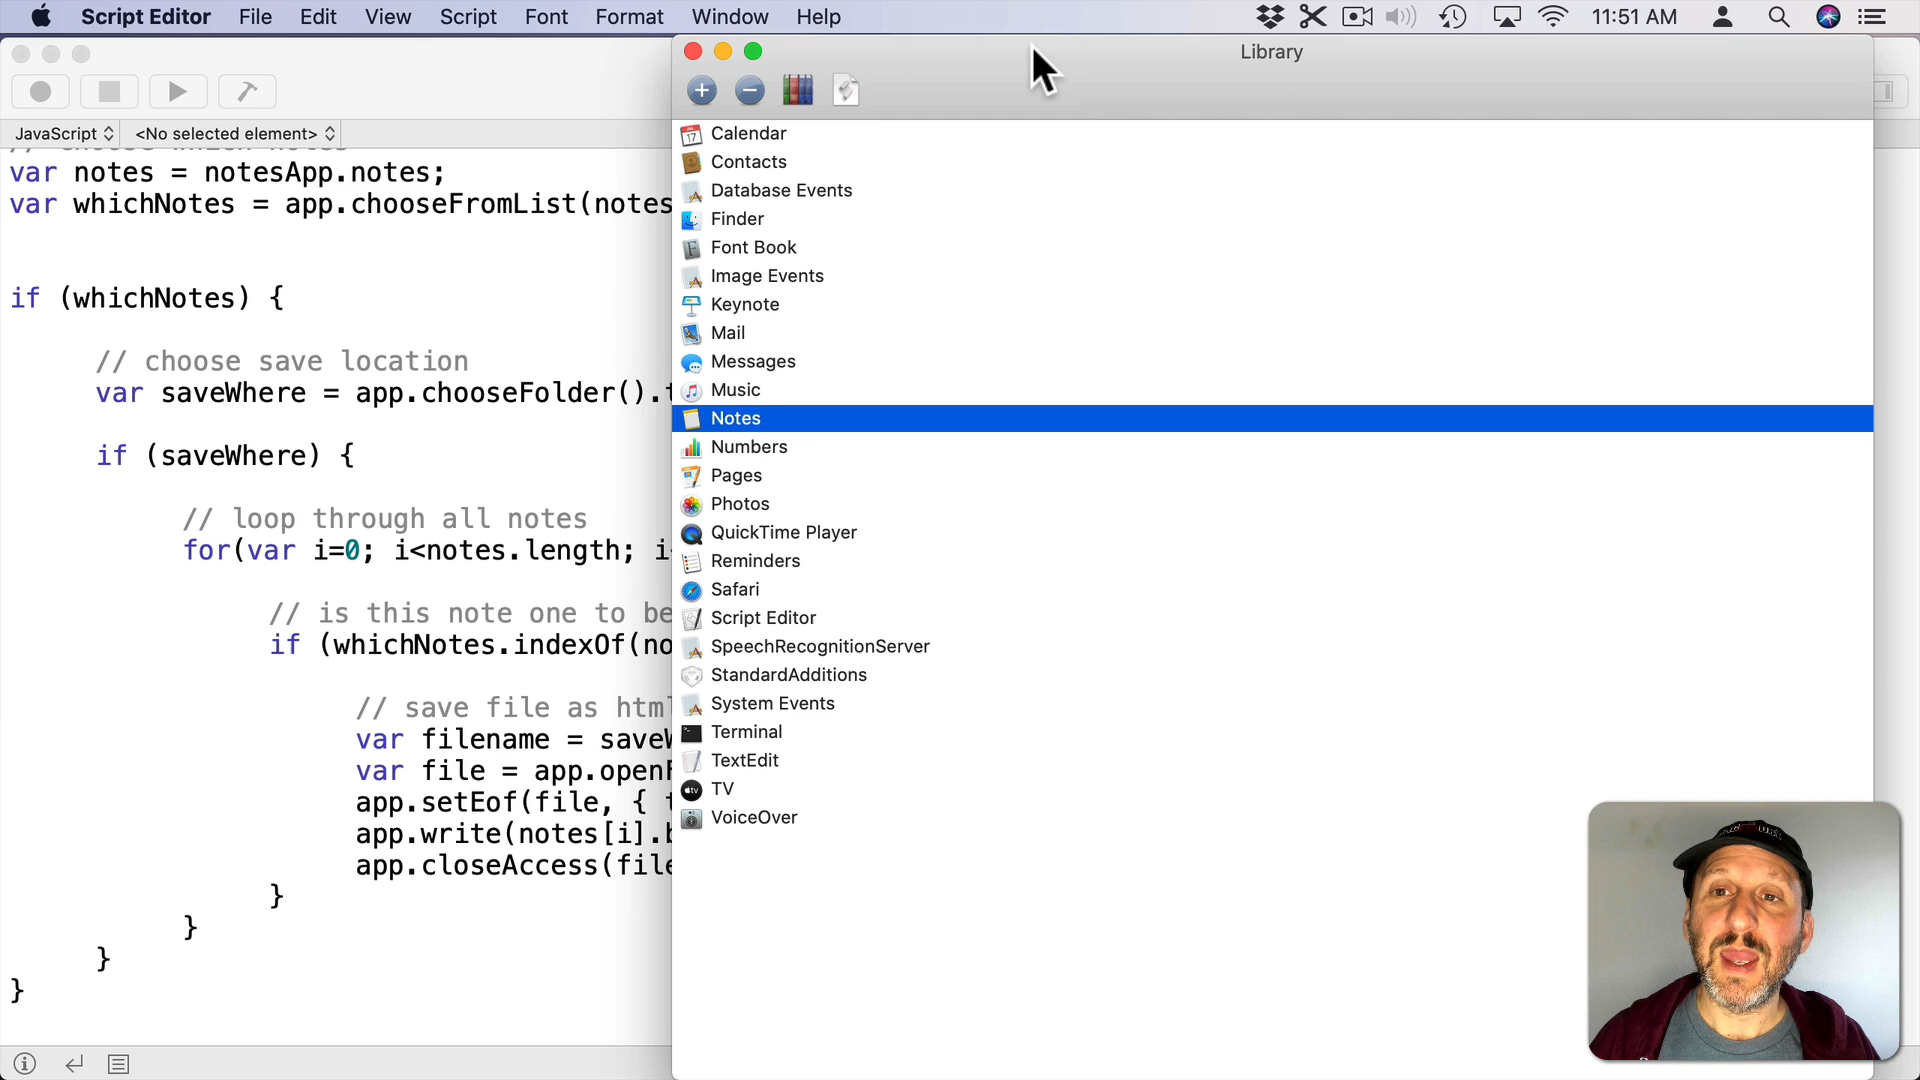 Script Editor File Edit View Script Font Format Window Help 11:51 AM
Library
JavaScript <No selected element>
var notes = notesApp.notes;
var whichNotes = app.chooseFromList(notes
if (whichNotes) {
// choose save location
var saveWhere = app.chooseFolder().
if (saveWhere) {
// loop through all notes
for(var i=0; i<notes.length; i
// is this note one to be
if (whichNotes.indexOf(no
// save file as html
var filename = saveW
var file = app.openF
app.setEof(file, {
app.write(notes[i].b
app.closeAccess(file
}
}
}
}
Calendar
17
Contacts
Database Events
Finder
Font Book
Image Events
Keynote
Mail
Messages
Music
Notes
Numbers
Pages
Photos
QuickTime Player
Reminders
Safari
Script Editor
SpeechRecognitionServer
StandardAdditions
System Events
Terminal
TextEdit
TV
VoiceOver